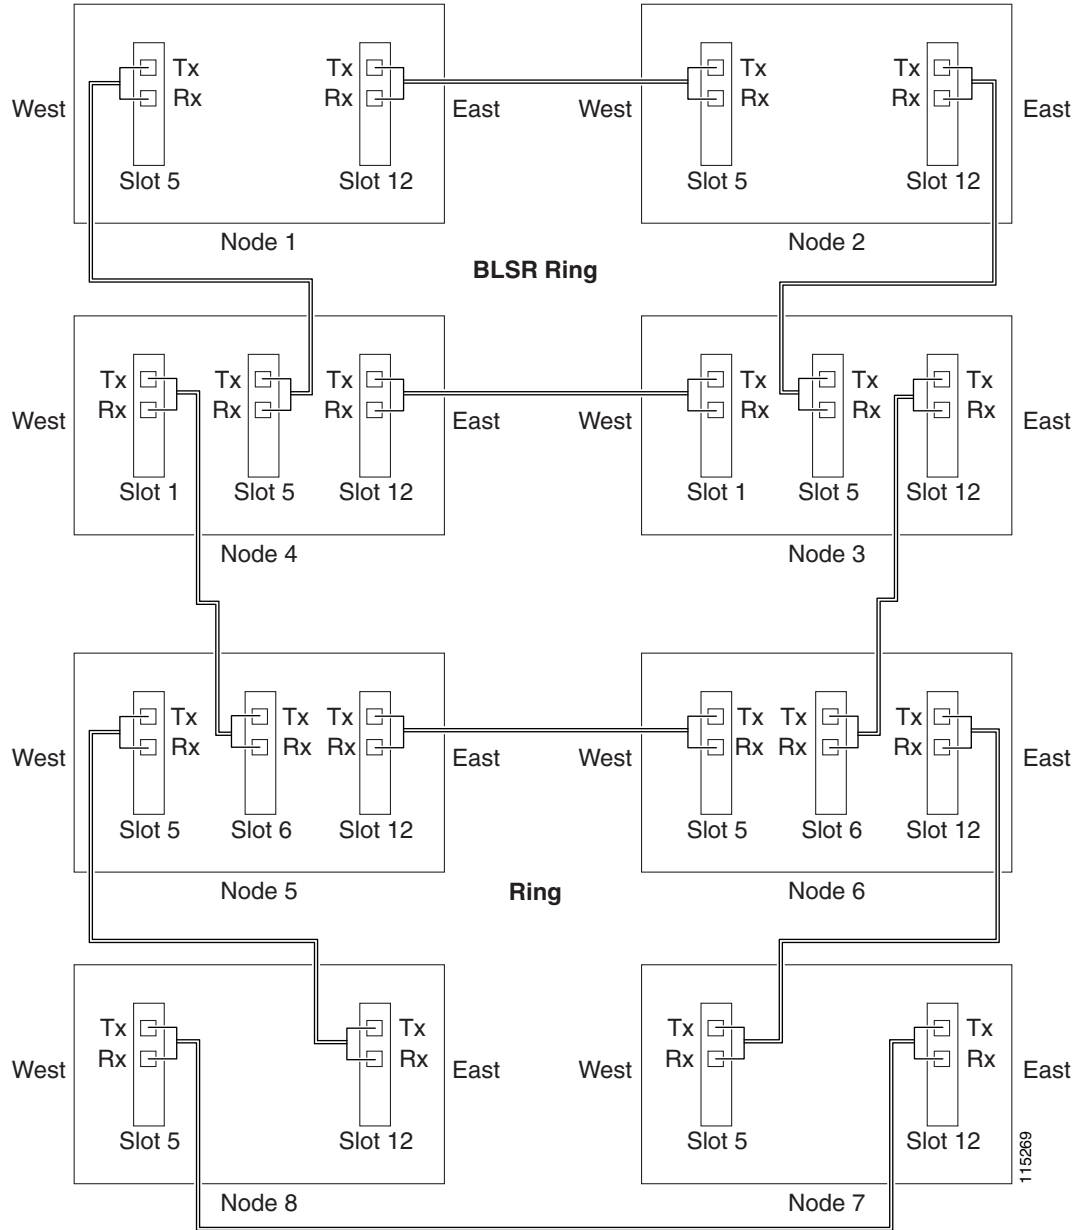 Tx Tx Tx Tx
West Rx Rx East West Rx Rx East
Slot 5 Slot 12 Slot 5 Slot 12
Node 1 Node 2
BLSR Ring
Tx Tx Tx Tx Tx Tx
West Rx Rx Rx East West Rx Rx Rx East
Slot 1 Slot 5 Slot 12 Slot 1 Slot 5 Slot 12
Node 4 Node 3
Tx Tx Tx Tx Tx Tx
West Rx Rx Rx East West Rx Rx Rx East
Slot 5 Slot 6 Slot 12 Slot 5 Slot 6 Slot 12
Node 5 Ring Node 6
Tx Tx Tx Tx
West Rx Rx East West Rx Rx East
Slot 5 Slot 12 Slot 5 Slot 12
115269
Node 8 Node 7